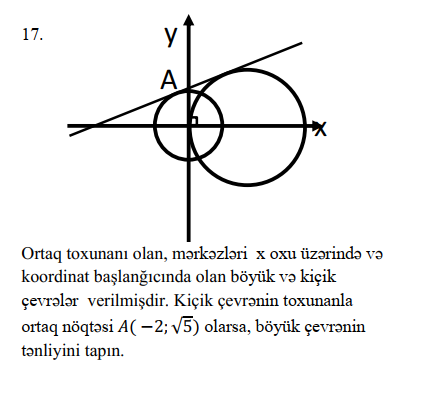 17.
y
A
x
Ortaq toxunanı olan, mərkəzləri x oxu üzərində və
koordinat başlanğıcında olan böyük və kiçik
çevrələr verilmişdir. Kiçik çevrənin toxunanla
ortaq nöqtəsi A( −2; √5) olarsa, böyük çevrənin
tənliyini tapın.